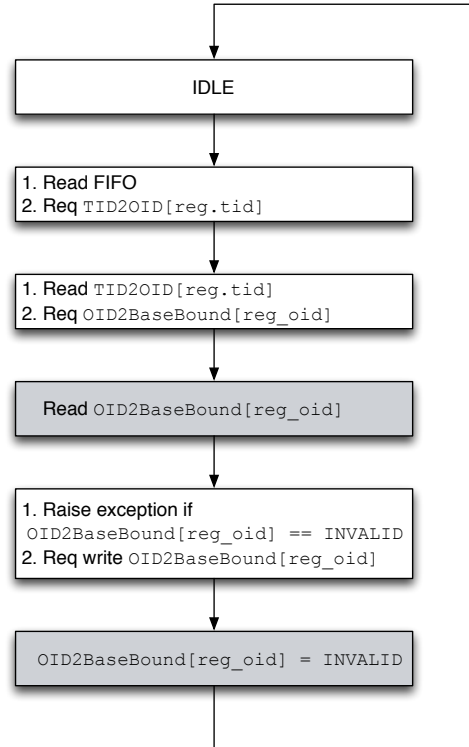 IDLE
1. Read FIFO
2. Req TID2OID[reg.tid]
1. Read TID2OID[reg.tid]
2. Req OID2BaseBound[reg_oid]
Read OID2BaseBound[reg_oid]
1. Raise exception if
OID2BaseBound[reg_oid] == INVALID
2. Req write OID2BaseBound[reg_oid]
OID2BaseBound[reg_oid] = INVALID